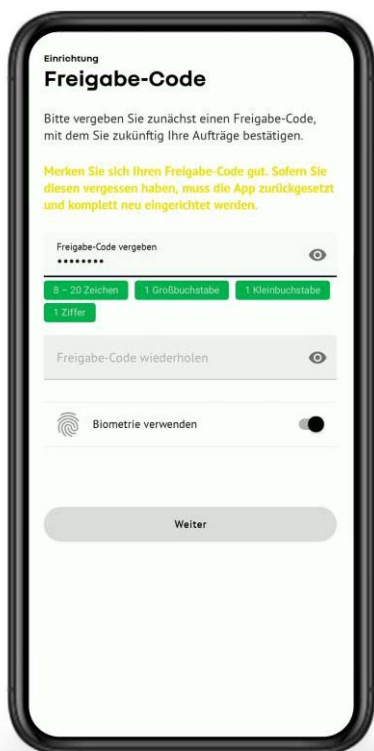 Einrichtung
Freigabe-Code
Bitte vergeben Sie zunächst einen Freigabe-Code,
mit dem Sie zukünftig Ihre Aufträge bestätigen.
Merken Sie sich Ihren Freigabe-Code gut. Sofern Sie
diesen vergessen haben, muss die App zurückgesetzt
und komplett neu eingerichtet werden.
Freigabe-Code vergeben
••••••••
8 – 20 Zeichen 1 Großbuchstabe 1 Kleinbuchstabe
1 Ziffer
Freigabe-Code wiederholen
Biometrie verwenden
Weiter